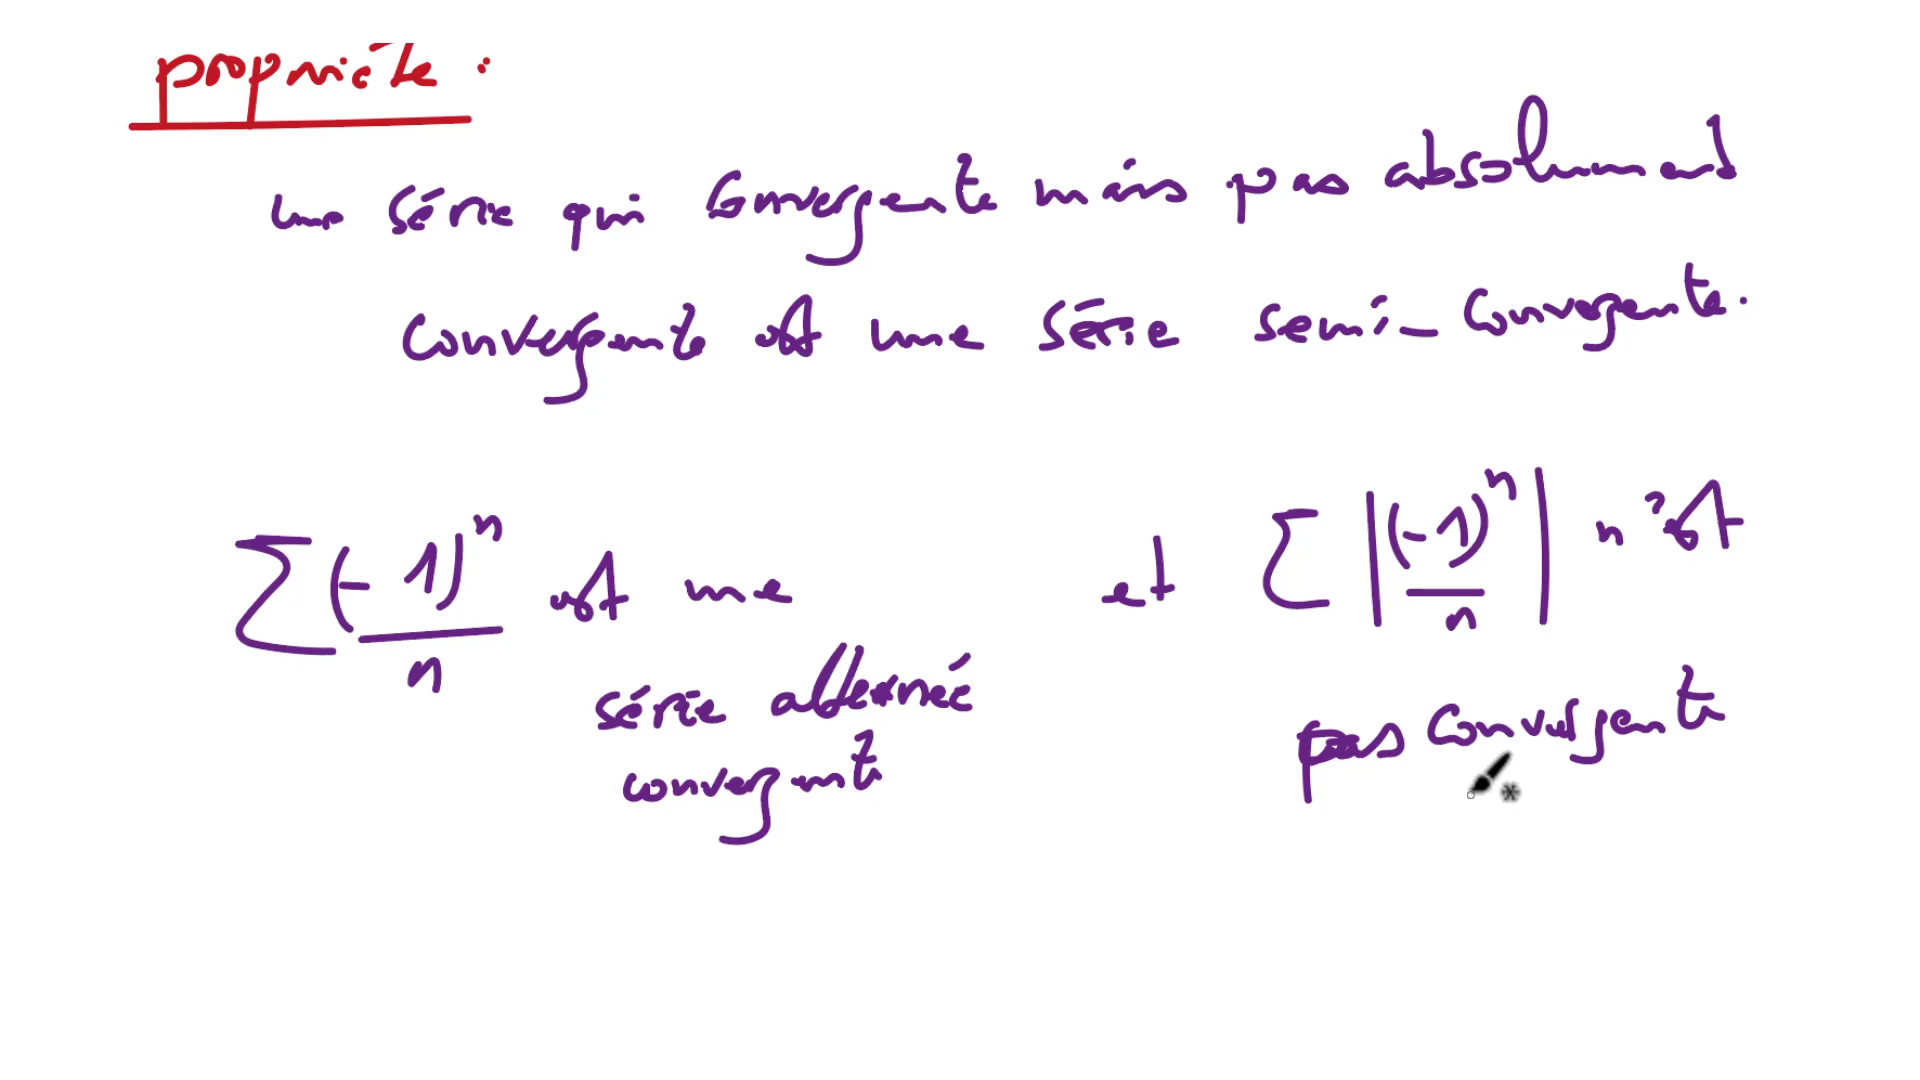 propriéte :
une série qui Convergente mais pas absolument
convergente est une série semi-convergente.
∑ (-1)^n / n est une
série alternée
convergente
et ∑ |(-1)^n / n| n'est
pas convergente